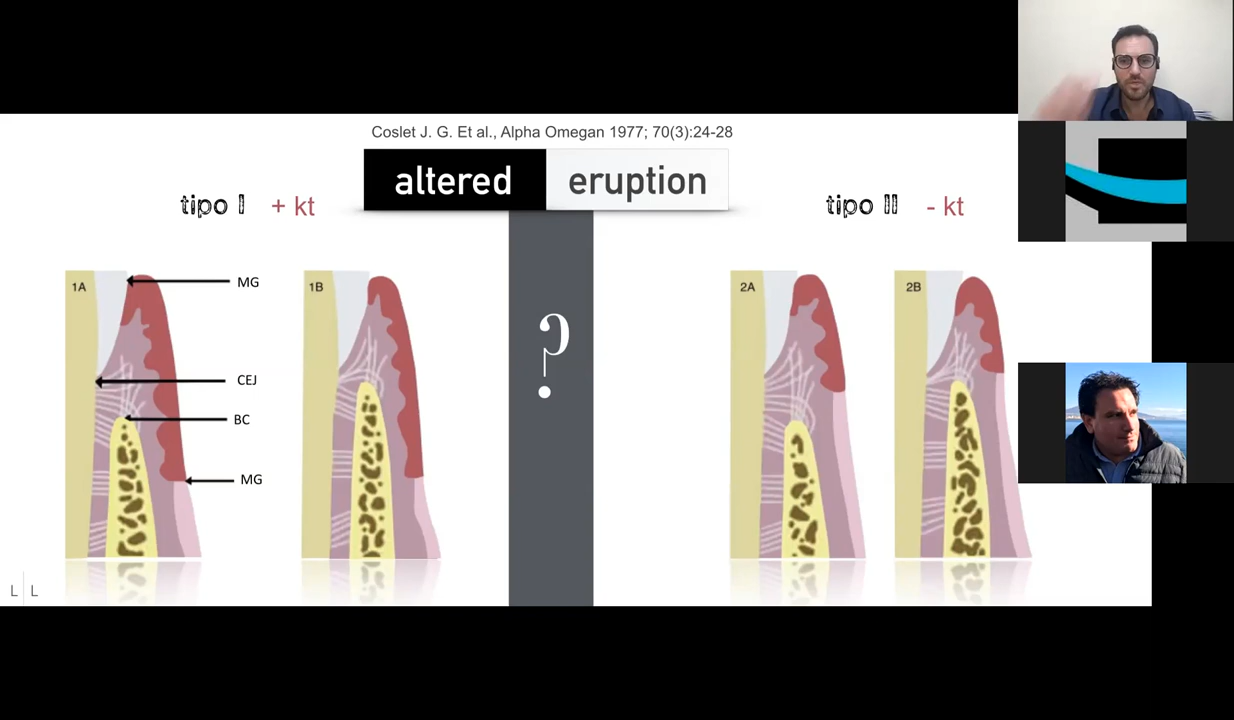 Coslet J. G. Et al., Alpha Omegan 1977; 70(3):24-28
altered eruption
tipo I + kt
tipo II - kt
1A
MG
CEJ
BC
MG
1B
?
2A
2B
L L